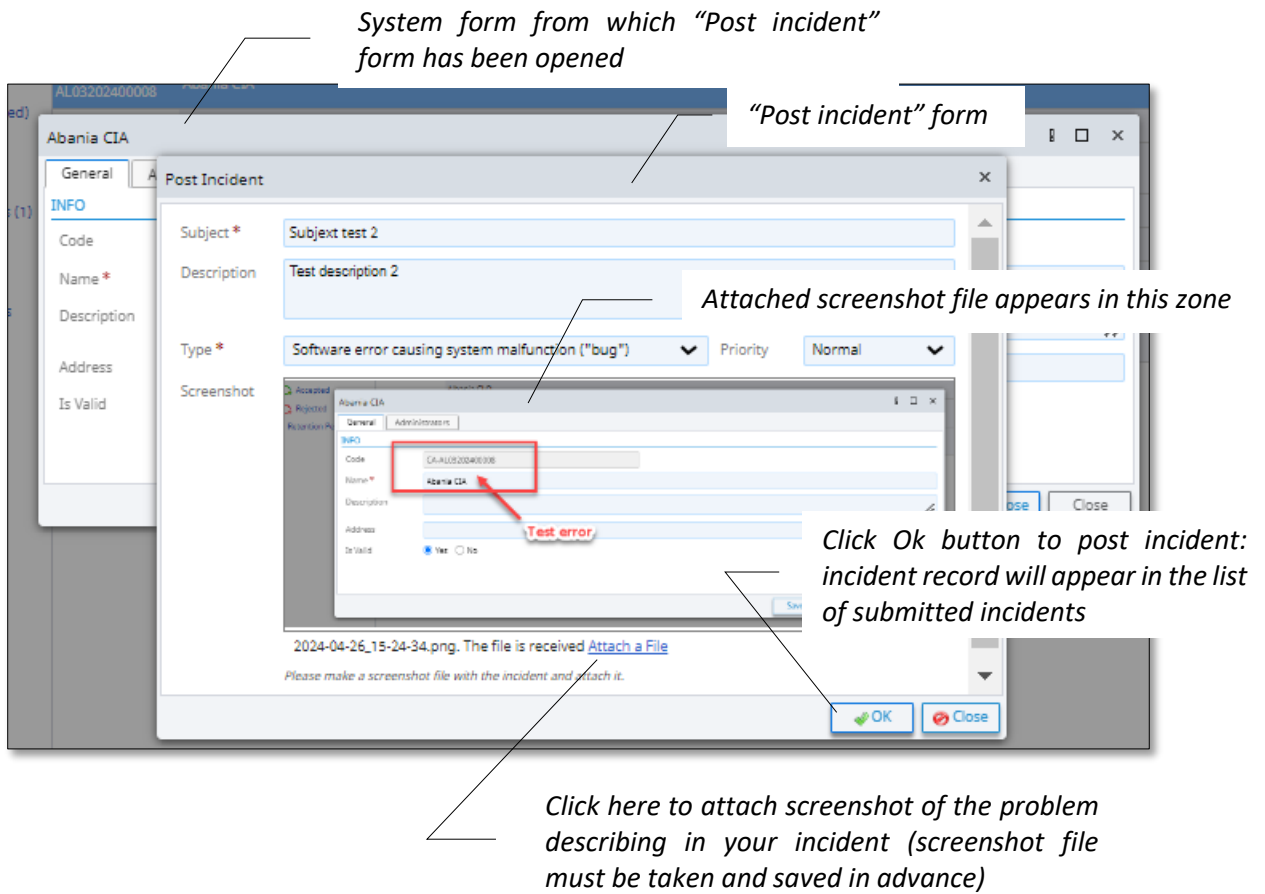 System form from which “Post incident”
form has been opened
AL03202400008
“Post incident” form
Abania CIA
General
Post Incident
INFO
(1)
Code
Name *
Description
Address
Is Valid
Subject *
Subjext test 2
Description
Test description 2
Attached screenshot file appears in this zone
Type *
Software error causing system malfunction ("bug")
Priority
Normal
Screenshot
Accepted
Rejected
Abania CIA
General
Administrators
INFO
Code
CA-AL03202400008
Name *
Abania CIA
Description
Address
Test error
Is Valid
Yes
No
Close
Click Ok button to post incident:
incident record will appear in the list
of submitted incidents
2024-04-26_15-24-34.png. The file is received Attach a File
Please make a screenshot file with the incident and attach it.
OK
Close
Click here to attach screenshot of the problem
describing in your incident (screenshot file
must be taken and saved in advance)